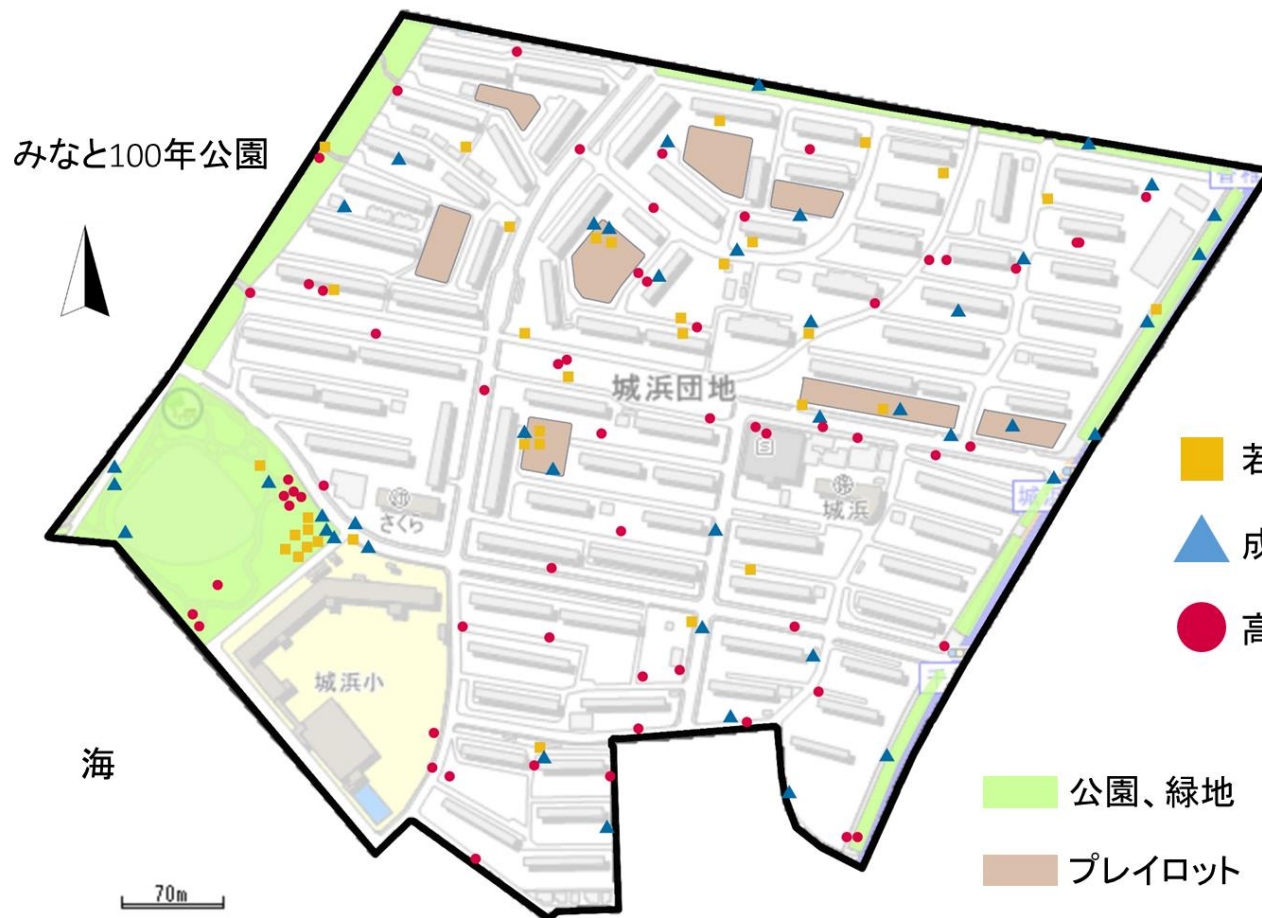 みなと100年公園
城浜団地
さくら
城浜
城浜小
海
70m
若
成
高
公園、緑地
プレイロット